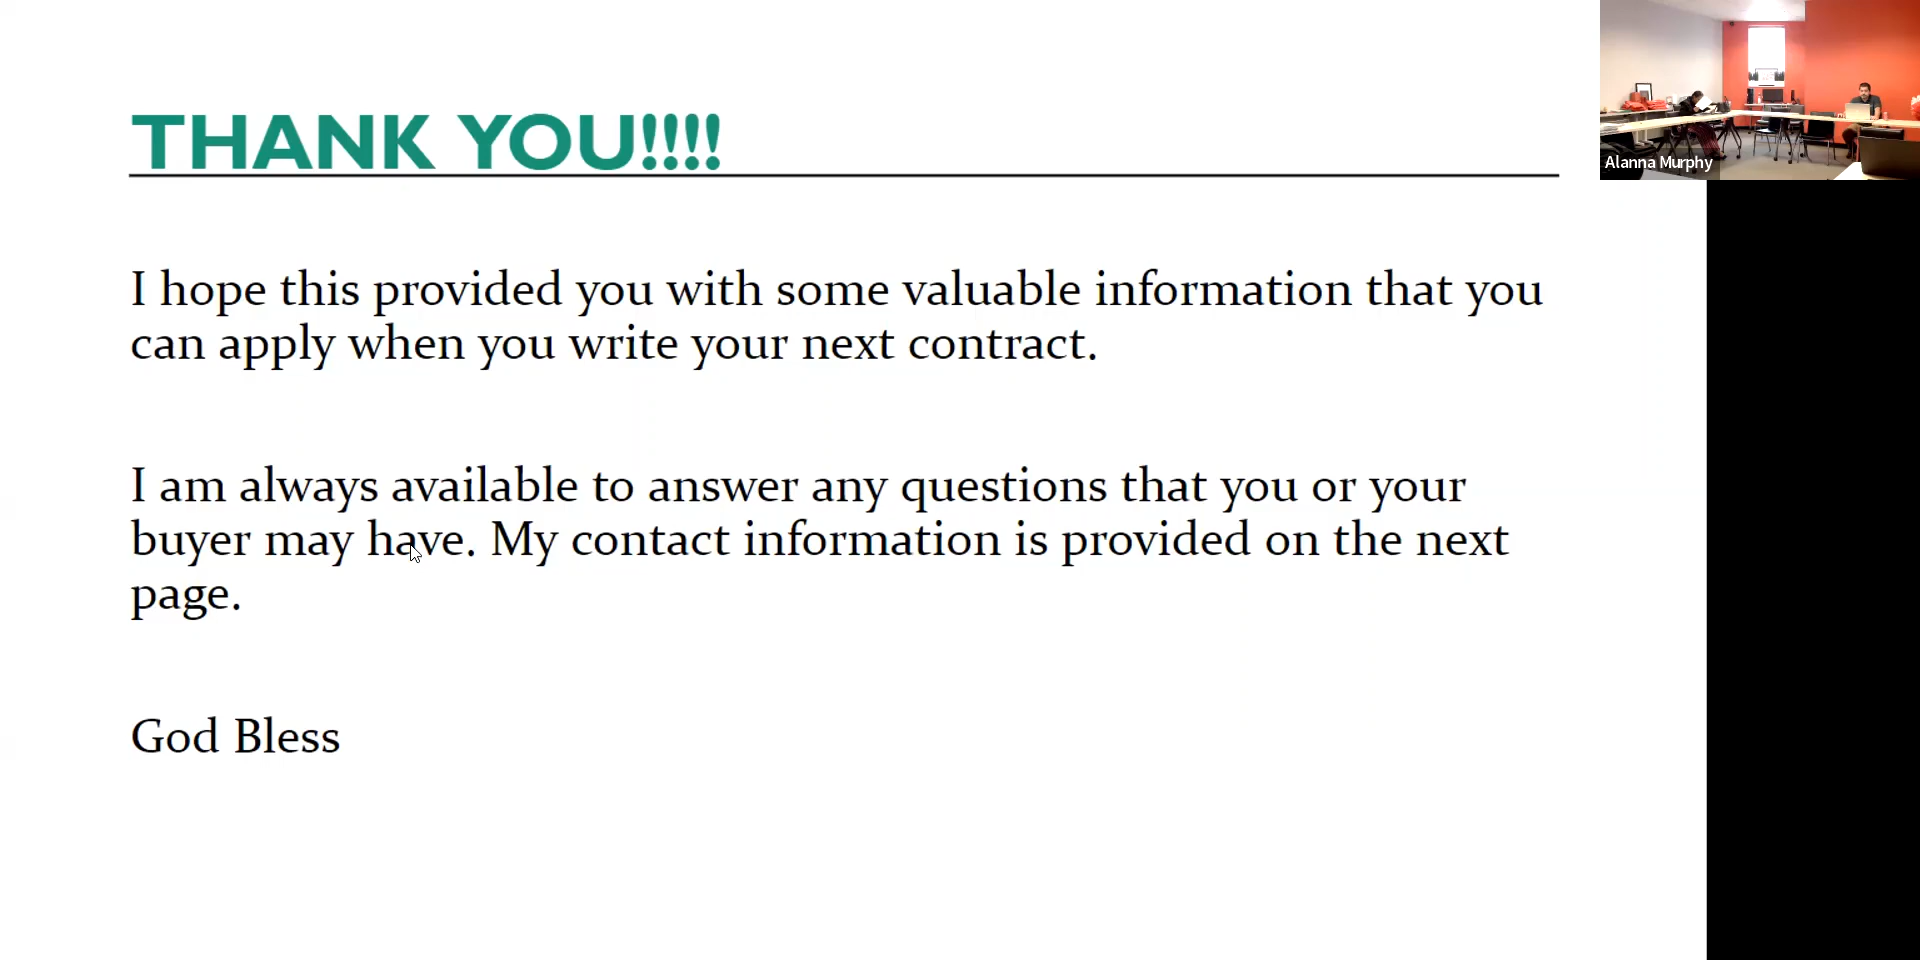 THANK YOU!!!!
I hope this provided you with some valuable information that you
can apply when you write your next contract.
I am always available to answer any questions that you or your
buyer may have. My contact information is provided on the next
page.
God Bless
Alanna Murphy